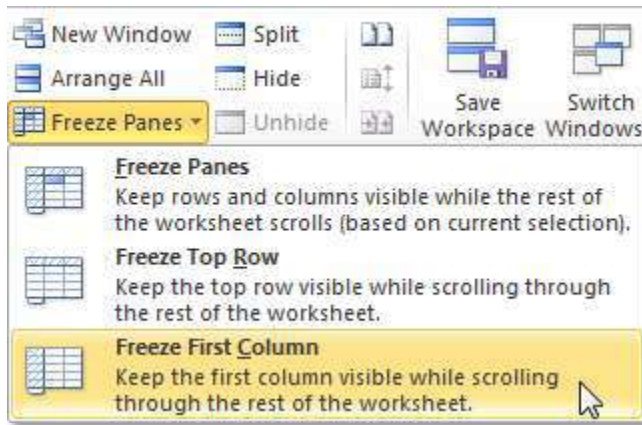 New Window Split
Arrange All Hide
Freeze Panes Unhide
Save Workspace
Switch Windows
Freeze Panes
Keep rows and columns visible while the rest of
the worksheet scrolls (based on current selection).
Freeze Top Row
Keep the top row visible while scrolling through
the rest of the worksheet.
Freeze First Column
Keep the first column visible while scrolling
through the rest of the worksheet.